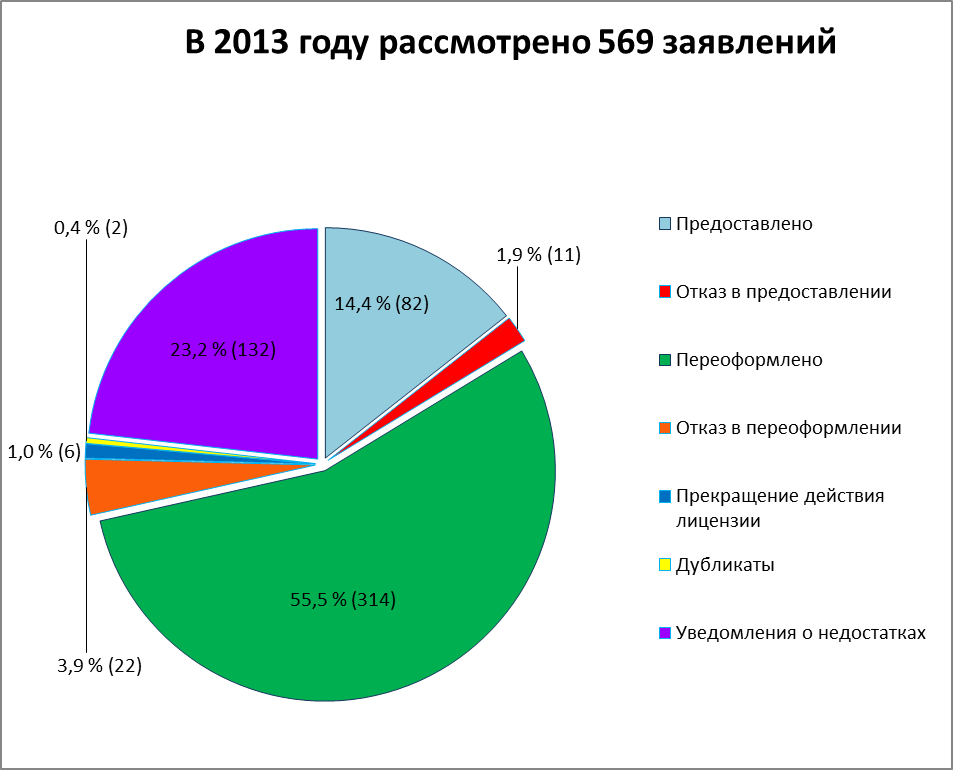 В 2013 году рассмотрено 569 заявлений
0,4 % (2)
1,9 % (11)
14,4 % (82)
23,2 % (132)
1,0 % (6)
55,5 % (314)
3,9 % (22)
Предоставлено
Отказ в предоставлении
Переоформлено
Отказ в переоформлении
Прекращение действия
лицензии
Дубликаты
Уведомления о недостатках